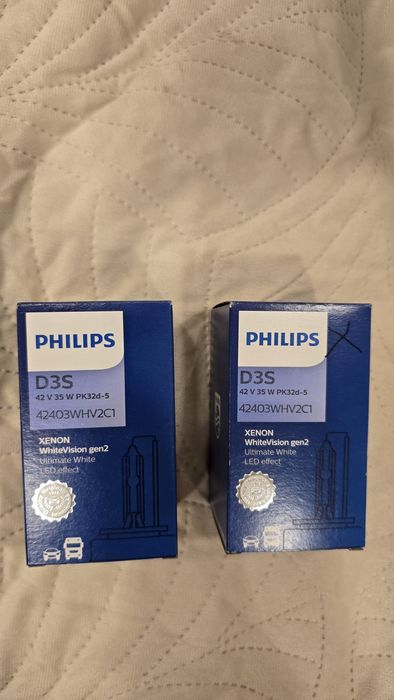 PHILIPS
D3S
42 V 35 W PK32d-5
42403WHV2C1
XENON
WhiteVision gen2
Ultimate White
LED effect
PHILIPS
X
D3S
42 V 35 W PK32d-5
42403WHV2C1
XENON
WhiteVision gen2
Ultimate White
LED effect